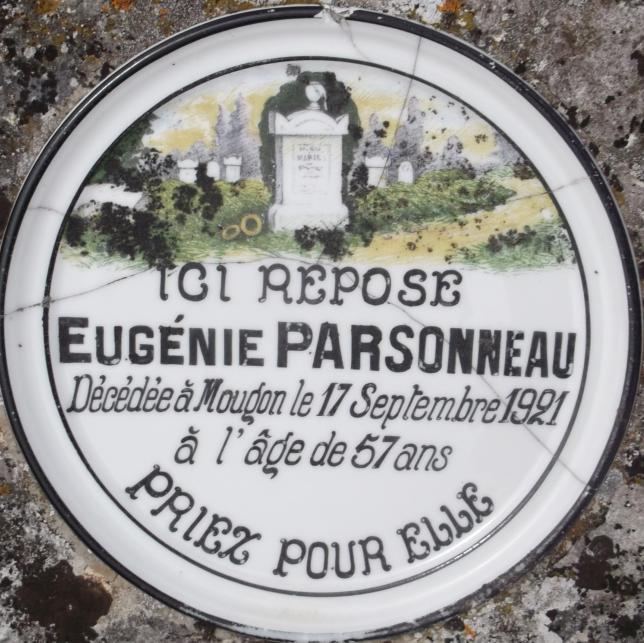 ICI REPOSE
EUGÉNIE PARSONNEAU
Décédée à Mougon le 17 Septembre 1921
à l'âge de 57 ans
PRIEZ POUR ELLE